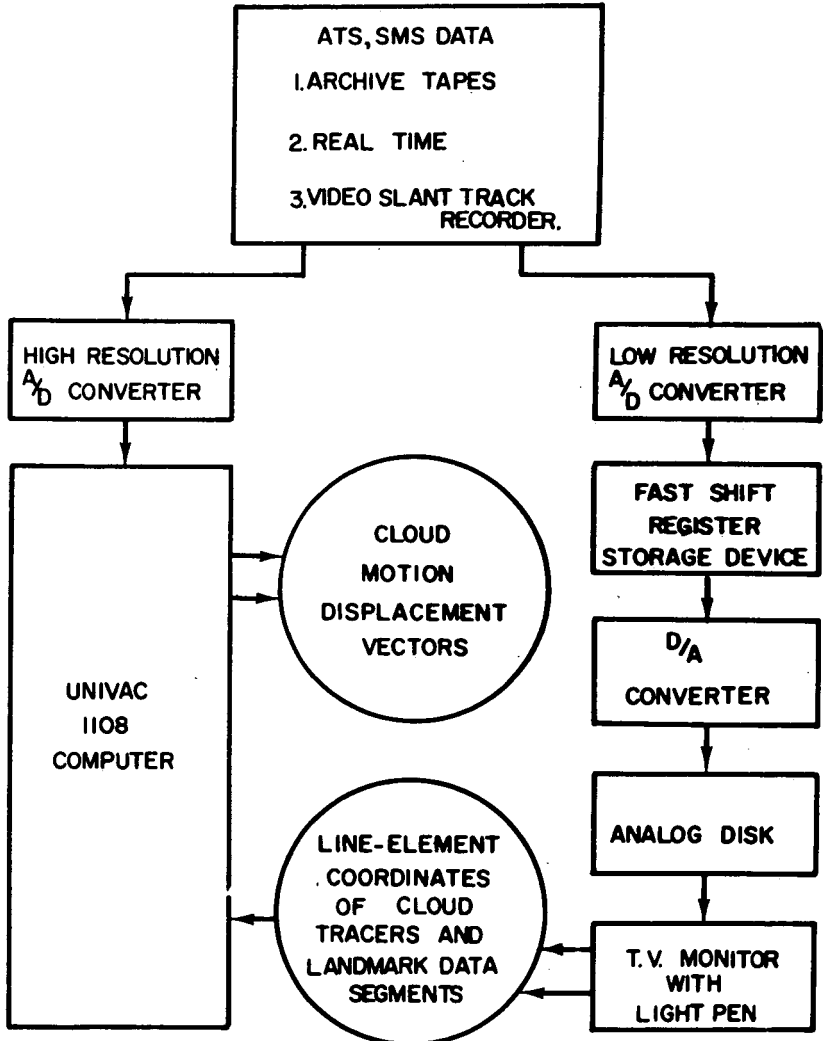 ATS, SMS DATA
1. ARCHIVE TAPES
2. REAL TIME
3. VIDEO SLANT TRACK
RECORDER.
HIGH RESOLUTION
A/D CONVERTER
LOW RESOLUTION
A/D CONVERTER
UNIVAC
1108
COMPUTER
CLOUD
MOTION
DISPLACEMENT
VECTORS
FAST SHIFT
REGISTER
STORAGE DEVICE
D/A
CONVERTER
ANALOG DISK
LINE-ELEMENT
COORDINATES
OF CLOUD
TRACERS AND
LANDMARK DATA
SEGMENTS
T.V. MONITOR
WITH
LIGHT PEN